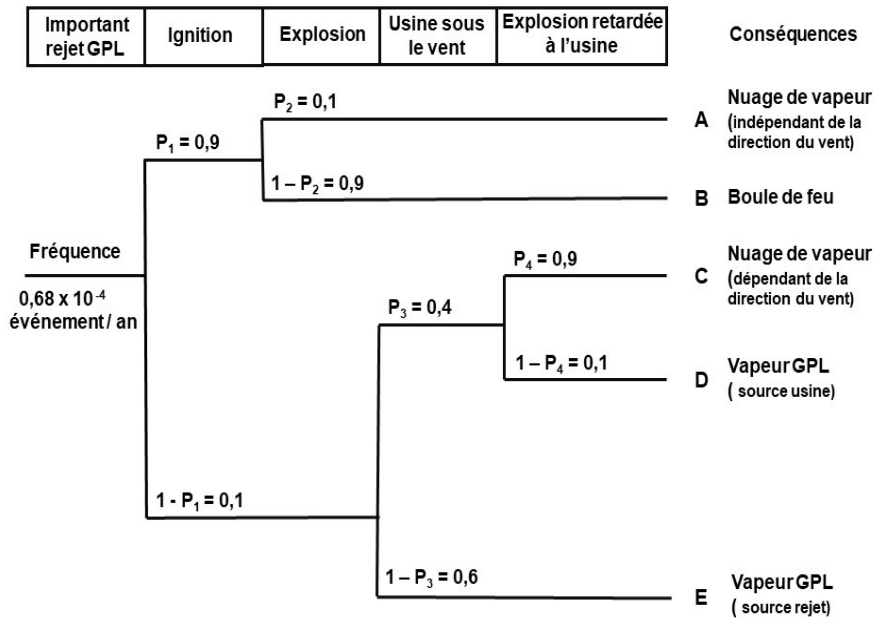 Important
rejet GPL
Ignition
Explosion
Usine sous
le vent
Explosion retardée
à l'usine
Conséquences
P2 = 0,1
A
Nuage de vapeur
(indépendant de la
direction du vent)
P1 = 0,9
1 – P2 = 0,9
B
Boule de feu
Fréquence
0,68 x 10-4
événement / an
P4 = 0,9
C
Nuage de vapeur
(dépendant de la
direction du vent)
P3 = 0,4
1 – P4 = 0,1
D
Vapeur GPL
( source usine)
1 - P1 = 0,1
1 – P3 = 0,6
E
Vapeur GPL
( source rejet)